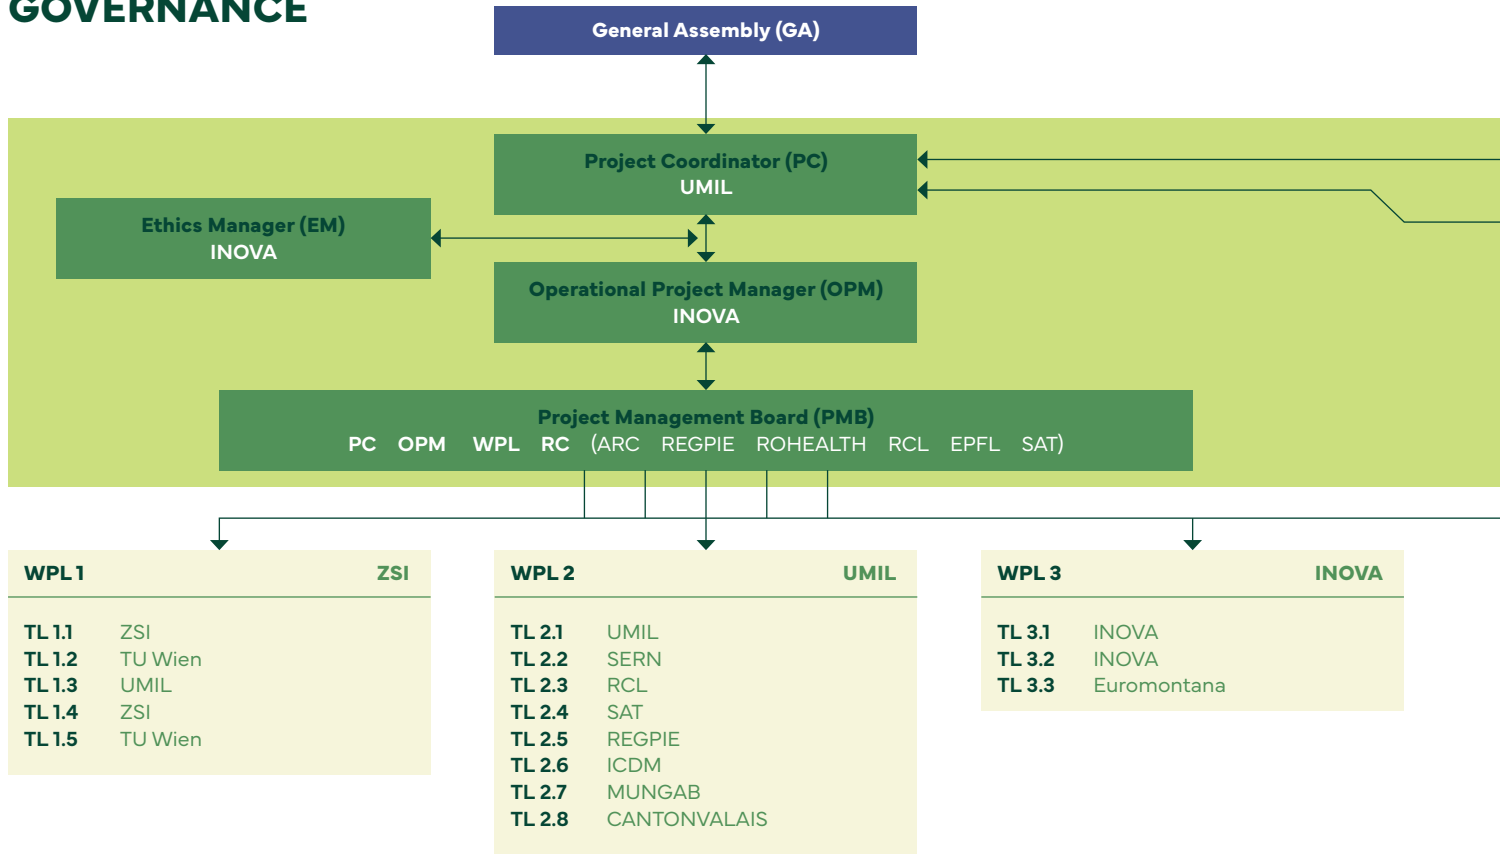 GOVERNANCE
General Assembly (GA)
Project Coordinator (PC)
UMIL
Ethics Manager (EM)
INOVA
Operational Project Manager (OPM)
INOVA
Project Management Board (PMB)
PC OPM WPL RC (ARC REGPIE ROHEALTH RCL EPFL SAT)
WPL 1 ZSI
TL 1.1 ZSI
TL 1.2 TU Wien
TL 1.3 UMIL
TL 1.4 ZSI
TL 1.5 TU Wien
WPL 2 UMIL
TL 2.1 UMIL
TL 2.2 SERN
TL 2.3 RCL
TL 2.4 SAT
TL 2.5 REGPIE
TL 2.6 ICDM
TL 2.7 MUNGAB
TL 2.8 CANTONVALAIS
WPL 3 INOVA
TL 3.1 INOVA
TL 3.2 INOVA
TL 3.3 Euromontana